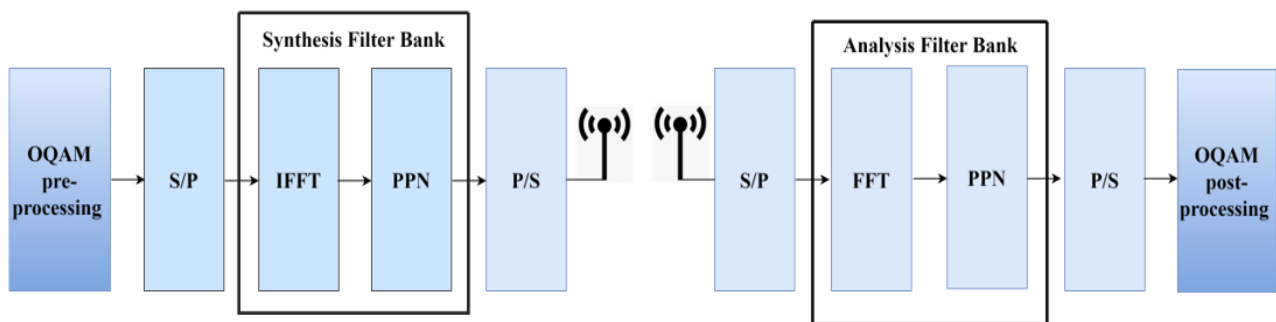 Synthesis Filter Bank
OQAM
pre-
processing
S/P
IFFT
PPN
P/S
Analysis Filter Bank
S/P
FFT
PPN
P/S
OQAM
post-
processing